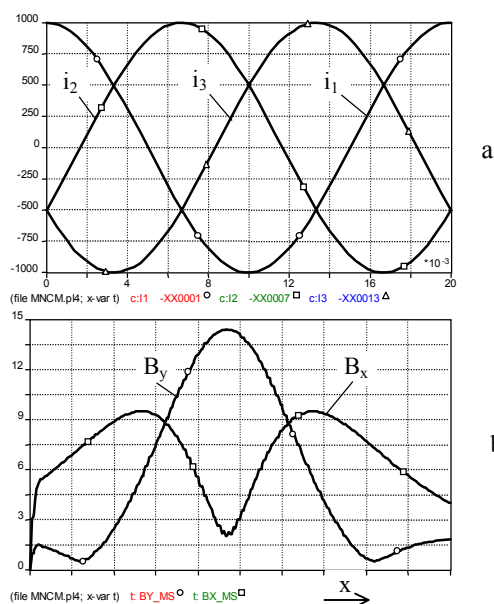 1000
750
500
250
0
-250
-500
-750
-1000
i₂
i₃
i₁
a
0
4
8
12
16
20
*10⁻³
(file MNCM.pl4; x-var t) c:I1 -XX0001 c:I2 -XX0007 c:I3 -XX0013
15
12
9
6
3
0
B_y
B_x
b
(file MNCM.pl4; x-var t) t: BY_MS t: BX_MS
x